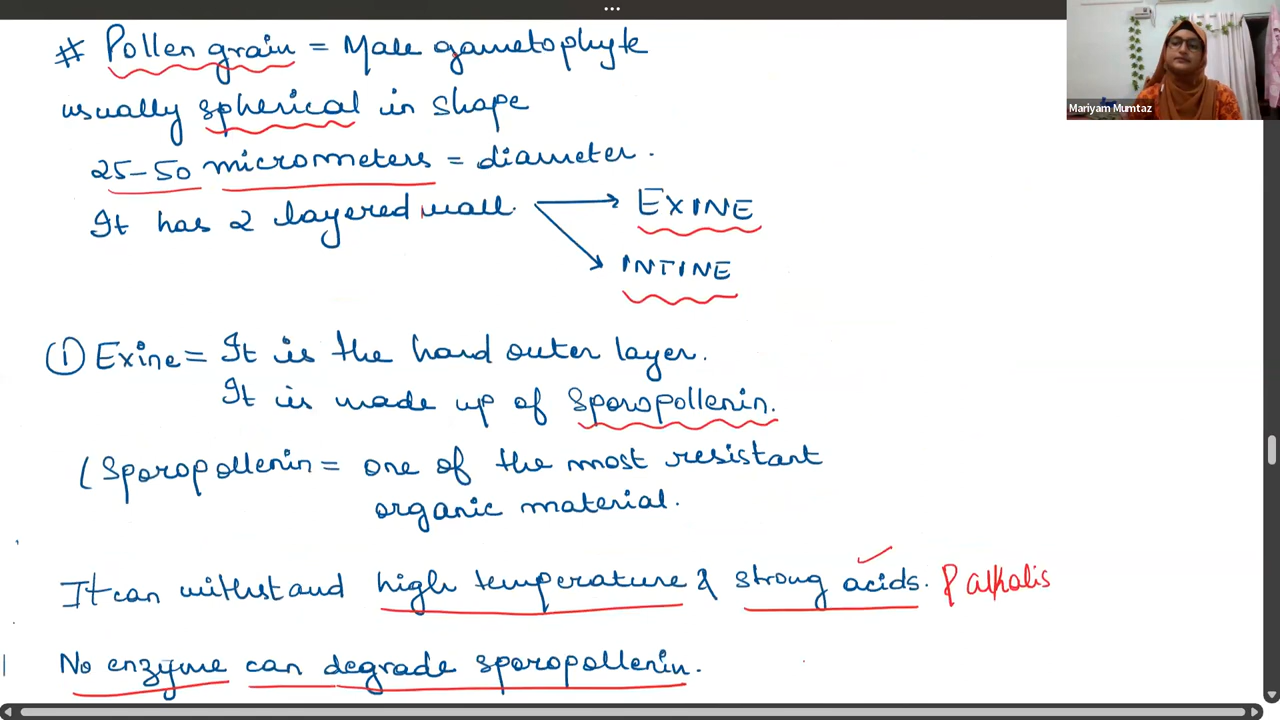 # Pollen grain = Male gametophyte
usually spherical in shape
25-50 micrometers = diameter.
It has 2 layered wall. EXINE
INTINE
① Exine = It is the hard outer layer.
It is made up of Sporopollenin.
(Sporopollenin = one of the most resistant
organic material.
It can withstand high temperature & strong acids. & alkalis
No enzyme can degrade sporopollenin.
Mariyam Mumtaz